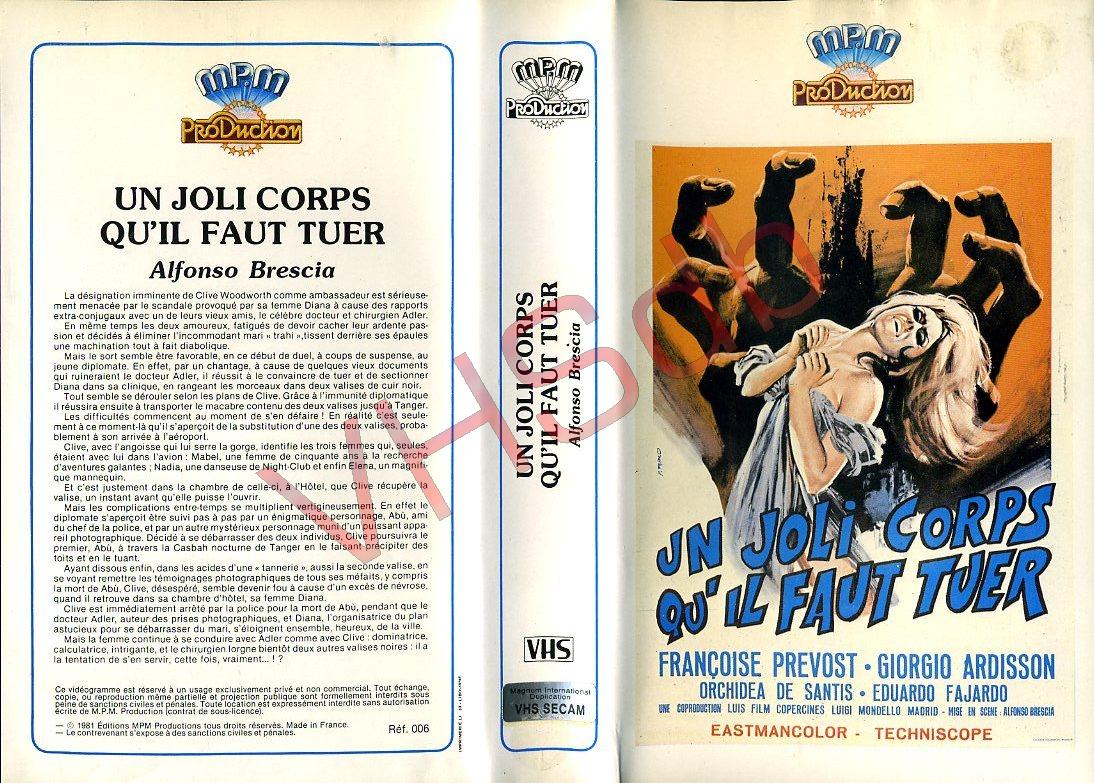 MPM
PRODUCTION
UN JOLI CORPS
QU'IL FAUT TUER
Alfonso Brescia
La désignation imminente de Clive Woodworth comme ambassadeur est sérieuse-
ment menacée par le scandale provoqué par sa femme Diana à cause des rapports
extra-conjugaux avec un de leurs vieux amis, le célèbre docteur et chirurgien Adler.
En même temps les deux amoureux, fatigués de devoir cacher leur ardente pas-
sion et décidés à éliminer l'incommodant mari « trahi »,tissent derrière ses épaules
une machination tout à fait diabolique.
Mais le sort semble être favorable, en ce début de duel, à coups de suspense, au
jeune diplomate. En effet, par un chantage, à cause de quelques vieux documents
qui ruineraient le docteur Adler, il réussit à le convaincre de tuer et de sectionner
Diana dans sa clinique, en rangeant les morceaux dans deux valises de cuir noir.
Tout semble se dérouler selon les plans de Clive. Grâce à l'immunité diplomatique
il réussira ensuite à transporter le macabre contenu des deux valises jusqu'à Tanger.
Les difficultés commencent au moment de s'en défaire ! En réalité c'est seule-
ment à ce moment-là qu'il s'aperçoit de la substitution d'une des deux valises, proba-
blement à son arrivée à l'aéroport.
Clive, avec l'angoisse qui lui serre la gorge, identifie les trois femmes qui, seules,
étaient avec lui dans l'avion : Mabel, une femme de cinquante ans à la recherche
d'aventures galantes ; Nadia, une danseuse de Night-Club et enfin Elena, un magnifi-
que mannequin.
Et c'est justement dans la chambre de celle-ci, à l'Hôtel, que Clive récupère la
valise, un instant avant qu'elle puisse l'ouvrir.
Mais les complications entre-temps se multiplient vertigineusement. En effet le
diplomate s'aperçoit être suivi pas à pas par un énigmatique personnage, Abù, ami
du chef de la police, et par un autre mystérieux personnage muni d'un puissant appa-
reil photographique. Décidé à se débarrasser des deux individus, Clive poursuivra le
premier, Abù, à travers la Casbah nocturne de Tanger en le faisant précipiter des
toits et en le tuant.
Ayant dissous enfin, dans les acides d'une « tannerie », aussi la seconde valise, en
se voyant remettre les témoignages photographiques de tous ses méfaits, y compris
la mort de Abù, Clive, désespéré, semble devenir fou à cause d'un excès de névrose,
quand il retrouve dans sa chambre d'hôtel, sa femme Diana.
Clive est immédiatement arrêté par la police pour la mort de Abù, pendant que le
docteur Adler, auteur des prises photographiques, et Diana, l'organisatrice du plan
astucieux pour se débarrasser du mari, s'éloignent ensemble, heureux, de la ville.
Mais la femme continue à se conduire avec Adler comme avec Clive : dominatrice,
calculatrice, intrigante, et le chirurgien lorgne bientôt deux autres valises noires : il a
la tentation de s'en servir, cette fois, vraiment... ! ?
Ce vidéogramme est réservé à un usage exclusivement privé et non commercial. Tout échange,
copie, ou reproduction même partielle et projection publique sont formellement interdits sous
peine de sanctions civiles et pénales. Toute location est expressément interdite sans autorisation
écrite de M.P.M. Production (contrat de sous-licence).
— © 1981 Éditions MPM Productions tous droits réservés. Made in France.
— Le contrevenant s'expose à des sanctions civiles et pénales.
Réf. 006
MPM
PRODUCTION
UN JOLI CORPS
QU'IL FAUT TUER
Alfonso Brescia
VHS
Magnum International
Duplication
VHS SECAM
MPM
PRODUCTION
UN JOLI CORPS
QU'IL FAUT TUER
FRANÇOISE PREVOST • GIORGIO ARDISSON
ORCHIDEA DE SANTIS • EDUARDO FAJARDO
UNE COPRODUCTION LUIS FILM COPERCINES LUIGI MONDELLO MADRID - MISE EN SCENE : ALFONSO BRESCIA
EASTMANCOLOR - TECHNISCOPE
VHSdb